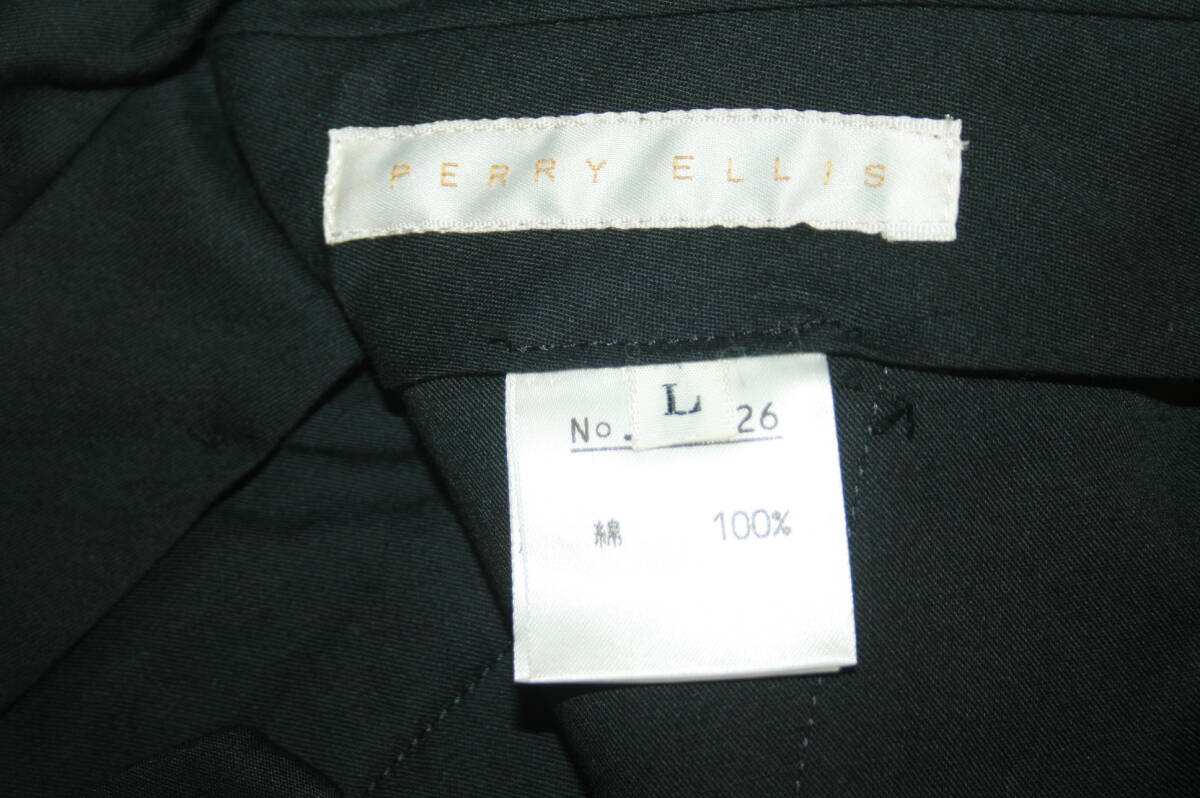 PERRY ELLIS
L
No. 26
綿 100%